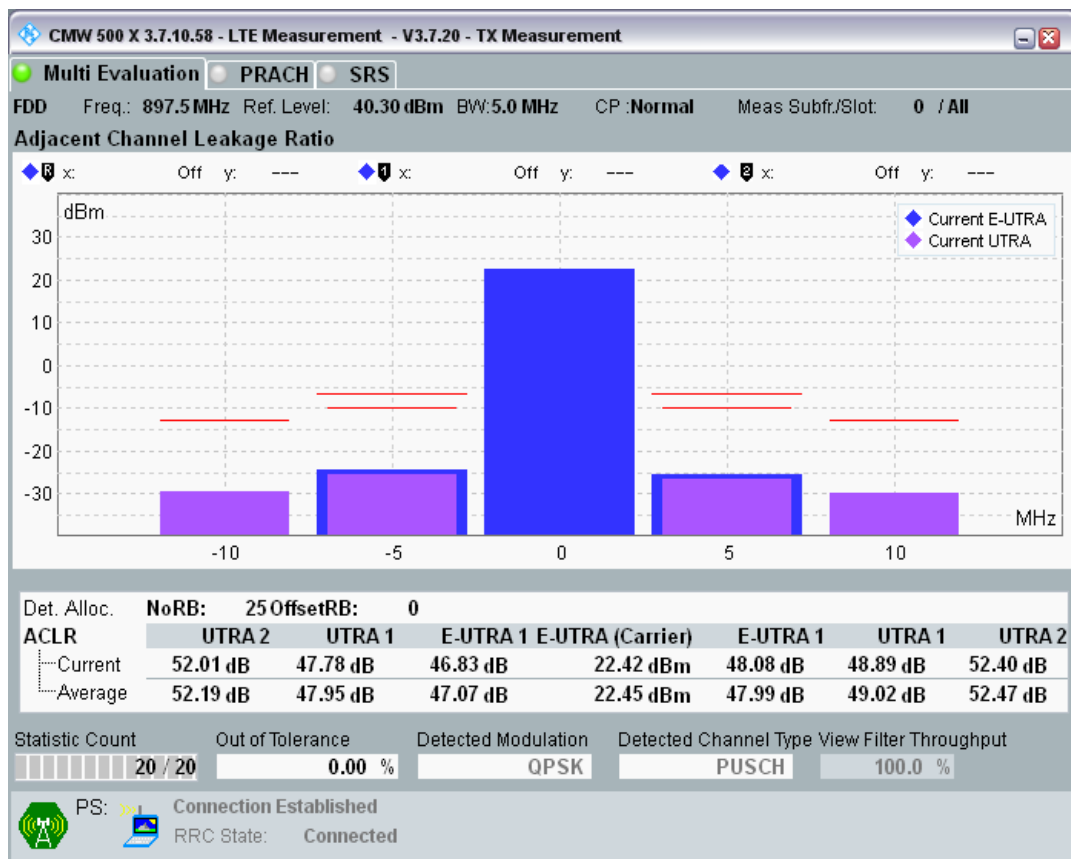 CMW 500 X 3.7.10.58 - LTE Measurement - V3.7.20 - TX Measurement
Multi Evaluation PRACH SRS
FDD Freq.: 897.5 MHz Ref. Level: 40.30 dBm BW:5.0 MHz CP :Normal Meas Subfr./Slot: 0 / All
Adjacent Channel Leakage Ratio
R x: Off y: --- 1 x: Off y: --- 2 x: Off y: ---
dBm
Current E-UTRA
Current UTRA
30
20
10
0
-10
-20
-30
MHz
-10 -5 0 5 10
Det. Alloc. NoRB: 25 OffsetRB: 0
ACLR UTRA 2 UTRA 1 E-UTRA 1 E-UTRA (Carrier) E-UTRA 1 UTRA 1 UTRA 2
Current 52.01 dB 47.78 dB 46.83 dB 22.42 dBm 48.08 dB 48.89 dB 52.40 dB
Average 52.19 dB 47.95 dB 47.07 dB 22.45 dBm 47.99 dB 49.02 dB 52.47 dB
Statistic Count Out of Tolerance Detected Modulation Detected Channel Type View Filter Throughput
20 / 20 0.00 % QPSK PUSCH 100.0 %
PS: Connection Established
RRC State: Connected